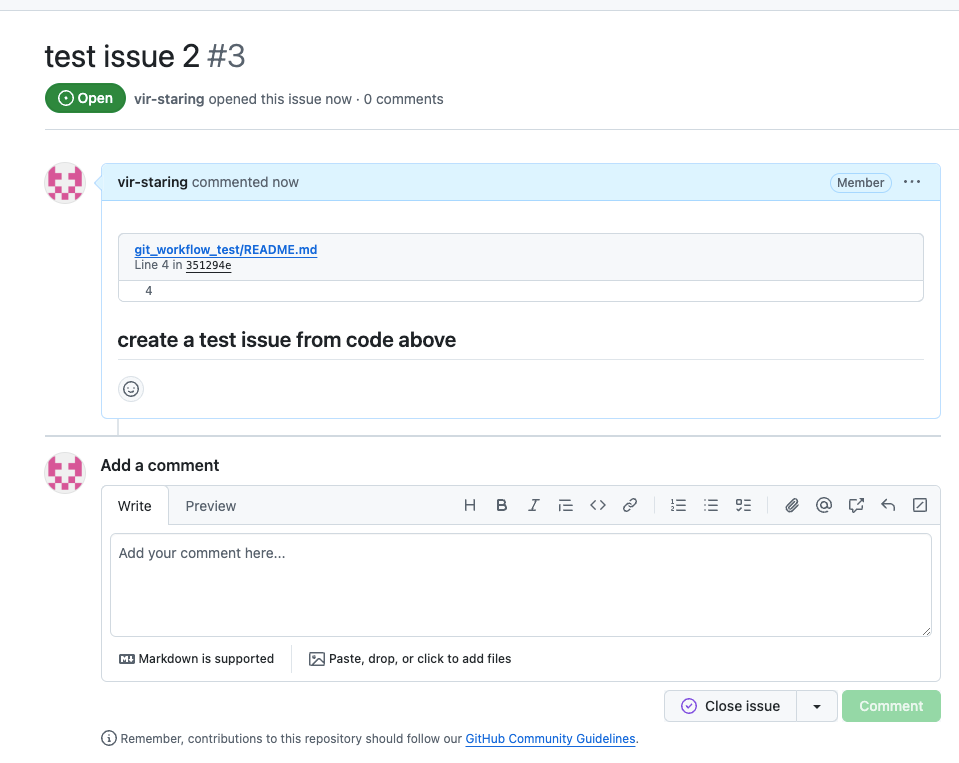 test issue 2 #3
Open vir-staring opened this issue now · 0 comments
vir-staring commented now Member
git_workflow_test/README.md
Line 4 in 351294e
4
create a test issue from code above
Add a comment
Write Preview
Add your comment here...
Markdown is supported Paste, drop, or click to add files
Close issue Comment
Remember, contributions to this repository should follow our GitHub Community Guidelines.